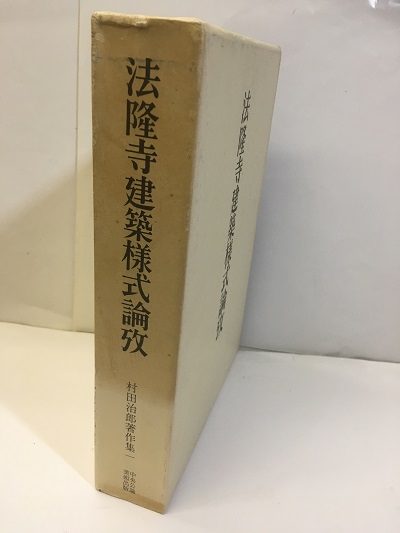 法隆寺建築様式論攷
村田治郎著作集一
中央公論
美術出版
法隆寺建築様式論攷